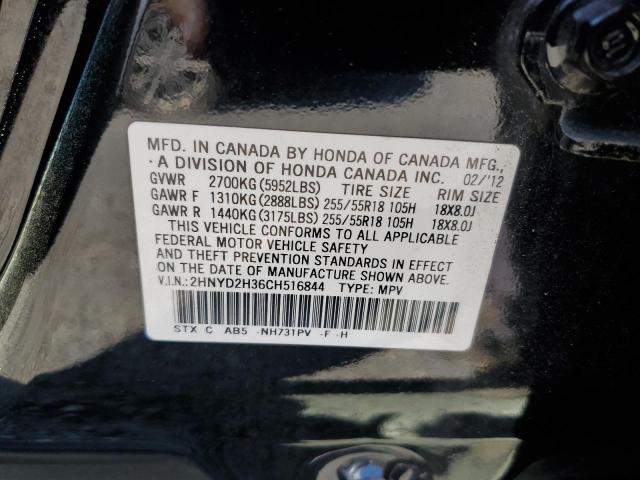 MFD. IN CANADA BY HONDA OF CANADA MFG.,
· A DIVISION OF HONDA CANADA INC. 02/'12
GVWR 2700KG (5952LBS) TIRE SIZE RIM SIZE
GAWR F 1310KG (2888LBS) 255/55R18 105H 18X8.0J
GAWR R 1440KG (3175LBS) 255/55R18 105H 18X8.0J
THIS VEHICLE CONFORMS TO ALL APPLICABLE
FEDERAL MOTOR VEHICLE SAFETY
AND THEFT PREVENTION STANDARDS IN EFFECT
ON THE DATE OF MANUFACTURE SHOWN ABOVE.
V.I.N.: 2HNYD2H36CH516844 TYPE: MPV
STX C AB5 -NH731PV -F -H